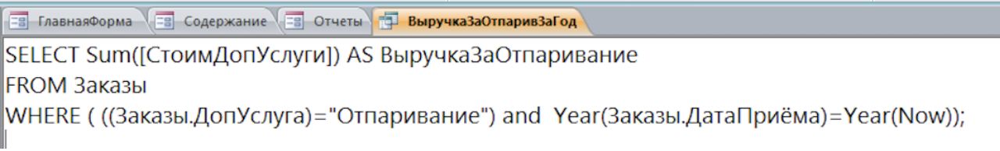 ГлавнаяФорма Содержание Отчеты ВыручкаЗаОтпаривЗаГод
SELECT Sum([СтоимДопУслуги]) AS ВыручкаЗаОтпаривание
FROM Заказы
WHERE ( ((Заказы.ДопУслуга)="Отпаривание") and Year(Заказы.ДатаПриёма)=Year(Now));